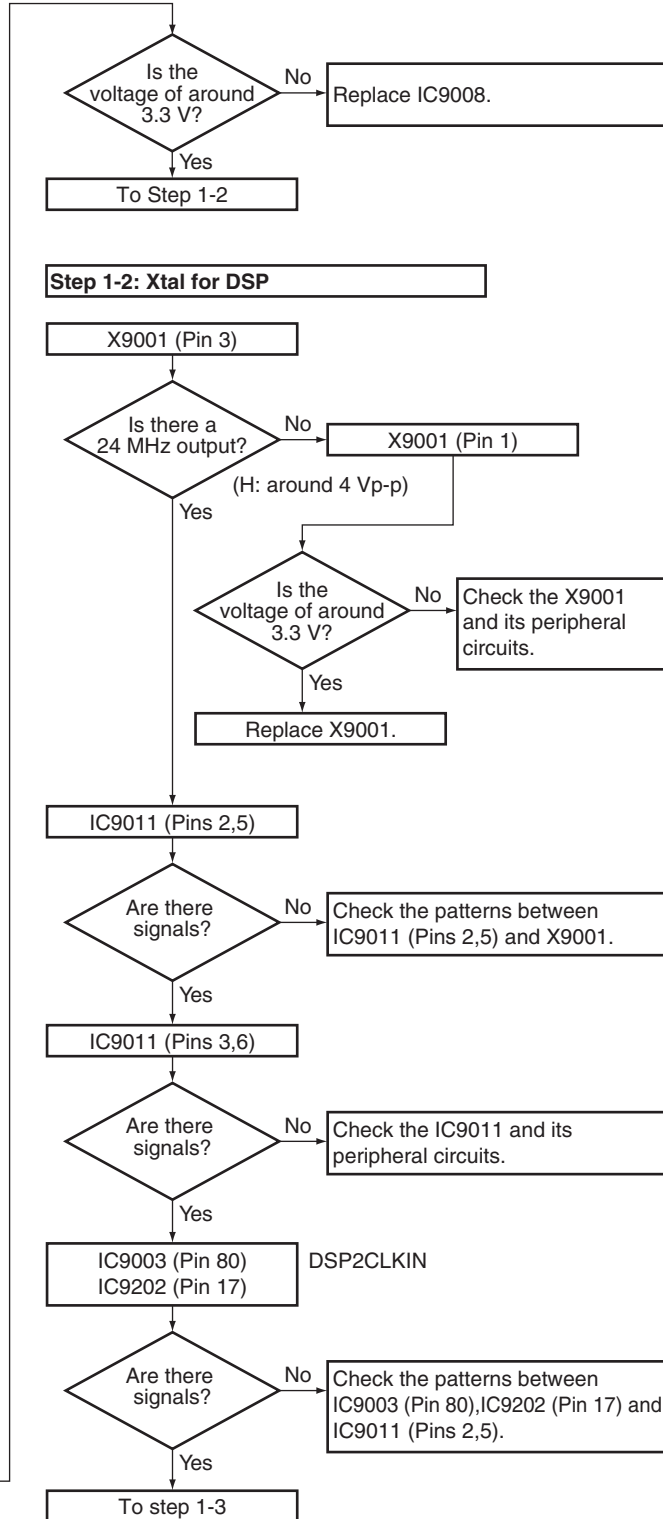 Is the
voltage of around
3.3 V?
No
Replace IC9008.
Yes
To Step 1-2
Step 1-2: Xtal for DSP
X9001 (Pin 3)
Is there a
24 MHz output?
No
X9001 (Pin 1)
(H: around 4 Vp-p)
Yes
Is the
voltage of around
3.3 V?
No
Check the X9001
and its peripheral
circuits.
Yes
Replace X9001.
IC9011 (Pins 2,5)
Are there
signals?
No
Check the patterns between
IC9011 (Pins 2,5) and X9001.
Yes
IC9011 (Pins 3,6)
Are there
signals?
No
Check the IC9011 and its
peripheral circuits.
Yes
IC9003 (Pin 80)
IC9202 (Pin 17)
DSP2CLKIN
Are there
signals?
No
Check the patterns between
IC9003 (Pin 80),IC9202 (Pin 17) and
IC9011 (Pins 2,5).
Yes
To step 1-3